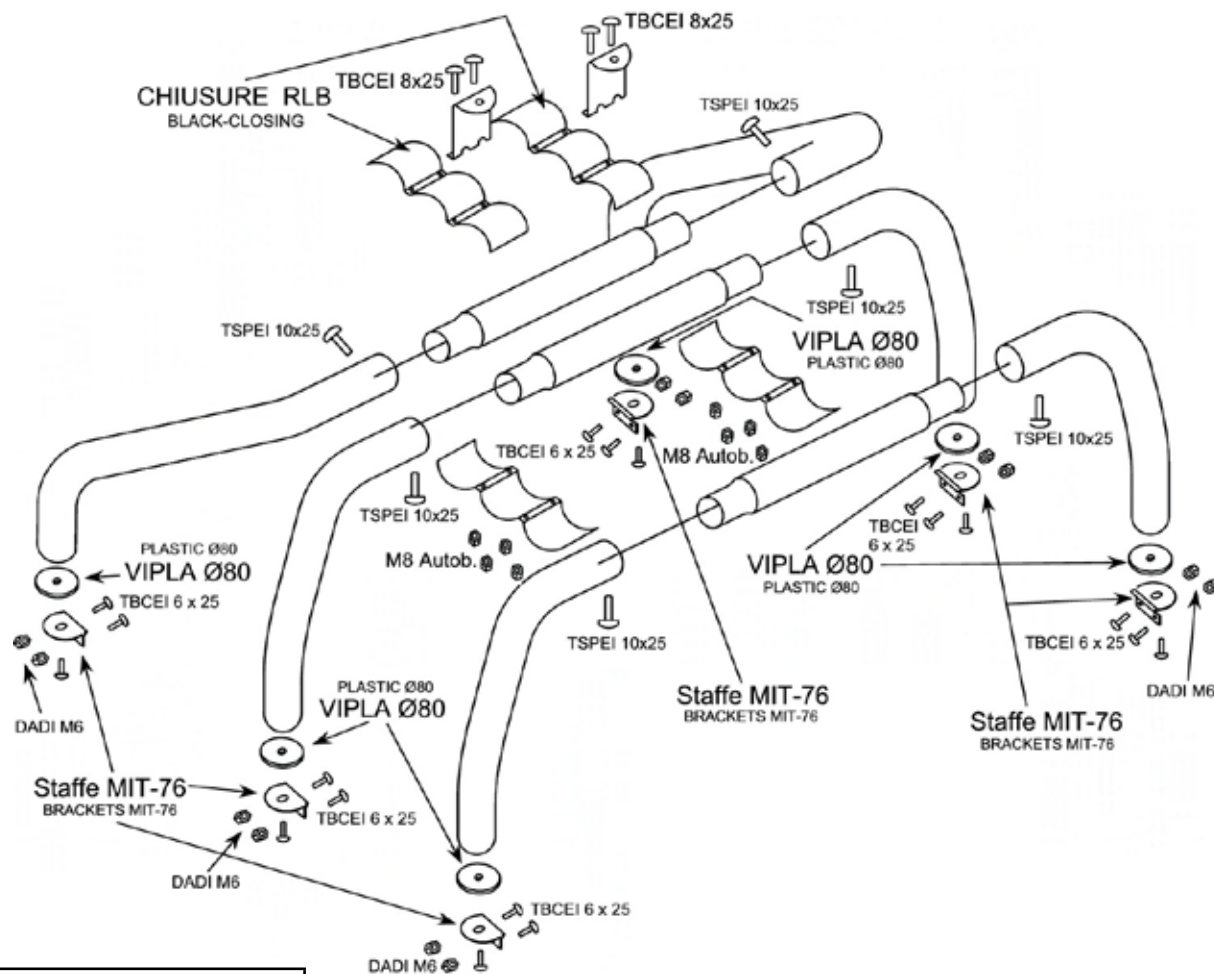 TBCEI 8x25
TBCEI 8x25
CHIUSURE RLB
BLACK-CLOSING
TSPEI 10x25
TSPEI 10x25
TSPEI 10x25
VIPLA Ø80
PLASTIC Ø80
TBCEI 6 x 25
M8 Autob.
TSPEI 10x25
TSPEI 10x25
M8 Autob.
TBCEI
6 x 25
PLASTIC Ø80
VIPLA Ø80
VIPLA Ø80
PLASTIC Ø80
TBCEI 6 x 25
TSPEI 10x25
TBCEI 6 x 25
PLASTIC Ø80
VIPLA Ø80
Staffe MIT-76
BRACKETS MIT-76
DADI M6
DADI M6
Staffe MIT-76
BRACKETS MIT-76
Staffe MIT-76
BRACKETS MIT-76
TBCEI 6 x 25
DADI M6
TBCEI 6 x 25
DADI M6